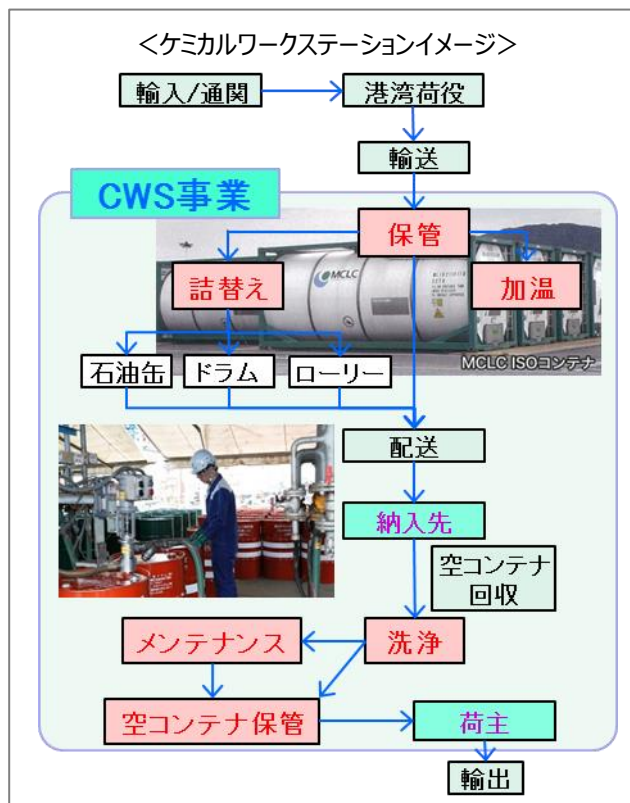 ＜ケミカルワークステーションイメージ＞
輸入/通関
港湾荷役
輸送
CWS事業
保管
詰替え
加温
MCLC
MCLC ISOコンテナ
石油缶
ドラム
ローリー
配送
納入先
空コンテナ
回収
メンテナンス
洗浄
空コンテナ保管
荷主
輸出